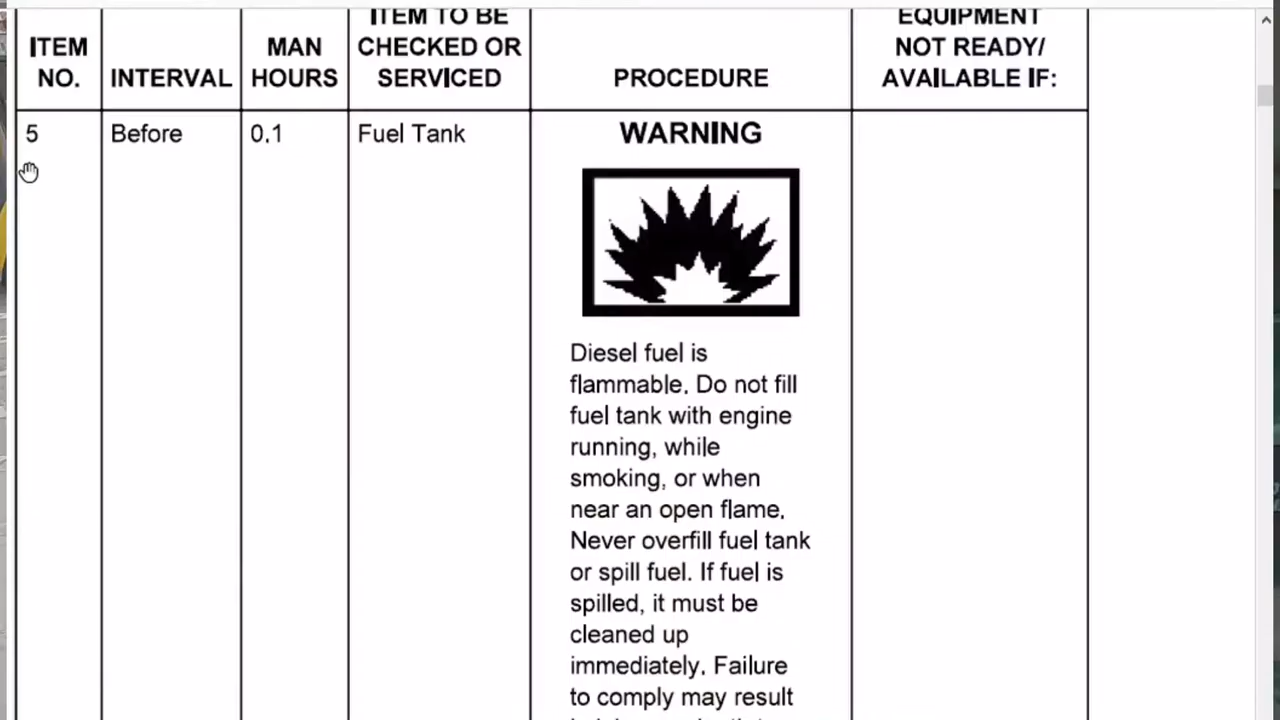 ITEM NO.
INTERVAL
MAN HOURS
ITEM TO BE CHECKED OR SERVICED
PROCEDURE
EQUIPMENT NOT READY/ AVAILABLE IF:
5
Before
0.1
Fuel Tank
WARNING
Diesel fuel is
flammable. Do not fill
fuel tank with engine
running, while
smoking, or when
near an open flame.
Never overfill fuel tank
or spill fuel. If fuel is
spilled, it must be
cleaned up
immediately. Failure
to comply may result